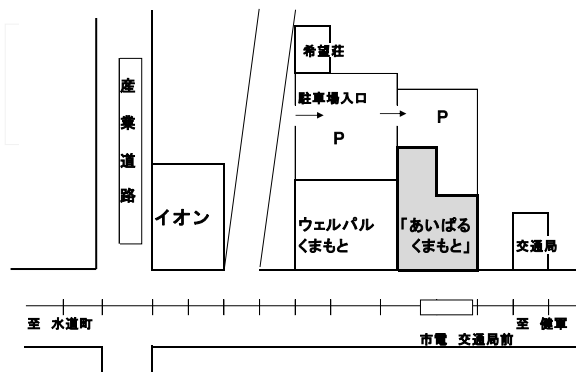 希望荘
駐車場入口
P
P
産業道路
イオン
ウェルパル
くまもと
「あいぱる
くまもと」
交通局
至 水道町
至 健軍
市電 交通局前